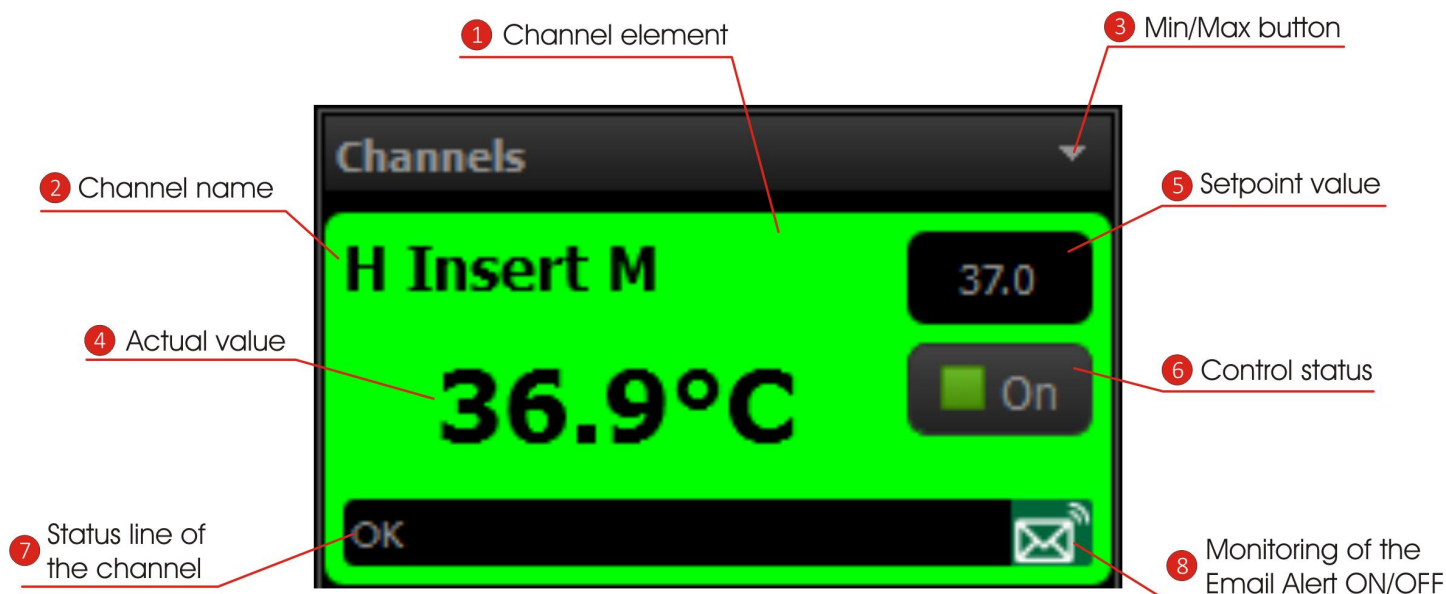 1 Channel element
3 Min/Max button
Channels
2 Channel name
5 Setpoint value
H Insert M
37.0
4 Actual value
36.9°C
6 Control status
On
7 Status line of
the channel
OK
8 Monitoring of the
Email Alert ON/OFF